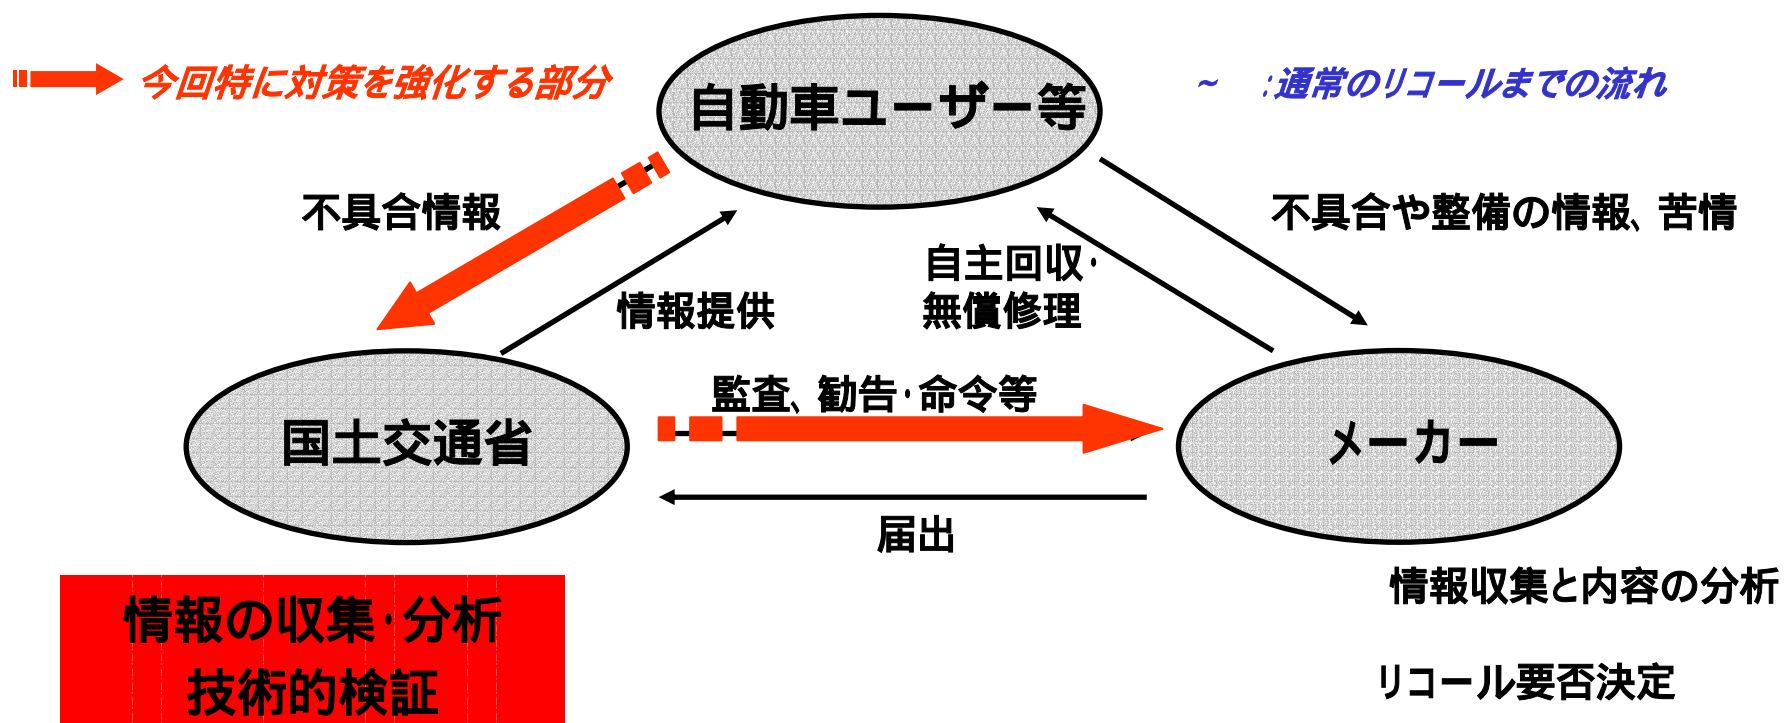 今回特に対策を強化する部分
自動車ユーザー等
~ :通常のリコールまでの流れ
不具合情報
不具合や整備の情報、苦情
情報提供
自主回収・
無償修理
監査、勧告・命令等
国土交通省
メーカー
届出
情報の収集・分析
技術的検証
情報収集と内容の分析
リコール要否決定